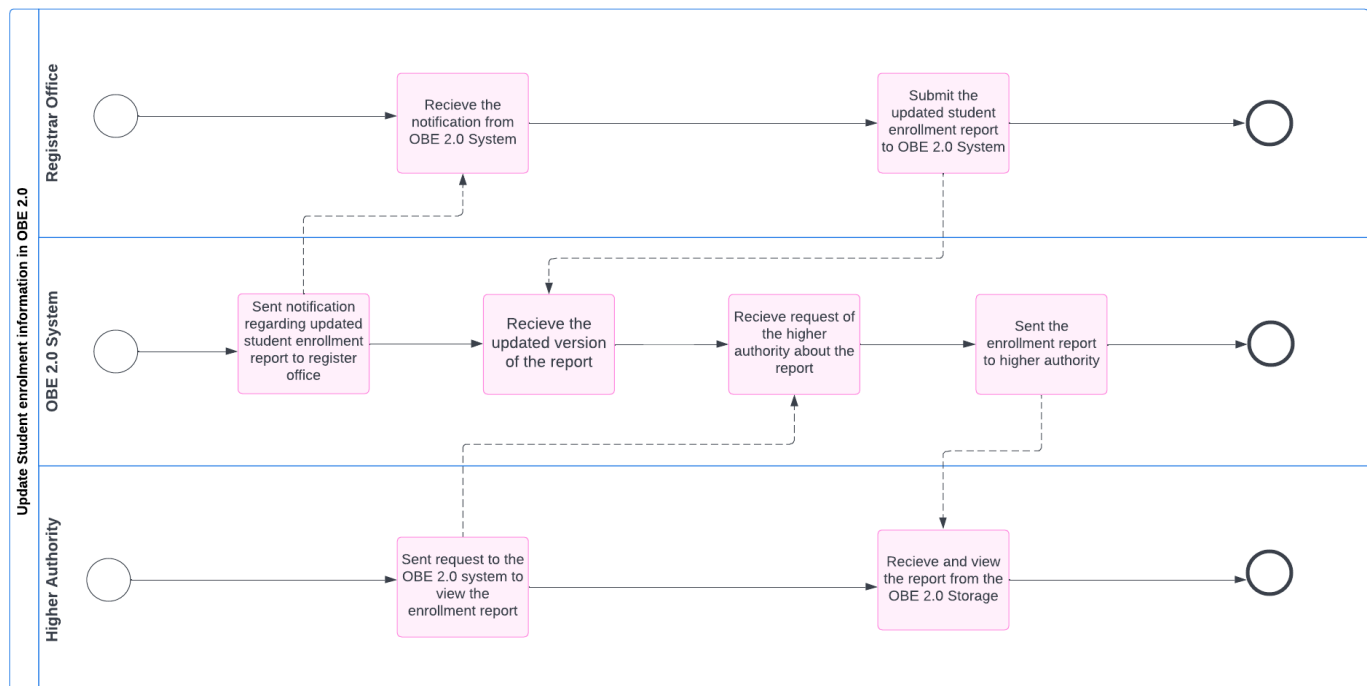 Update Student enrolment information in OBE 2.0
Registrar Office
Recieve the
notification from
OBE 2.0 System
Submit the
updated student
enrollment report
to OBE 2.0 System
OBE 2.0 System
Sent notification
regarding updated
student enrollment
report to register
office
Recieve the
updated version
of the report
Recieve request of
the higher
authority about the
report
Sent the
enrollment report
to higher authority
Higher Authority
Sent request to the
OBE 2.0 system to
view the
enrollment report
Recieve and view
the report from the
OBE 2.0 Storage